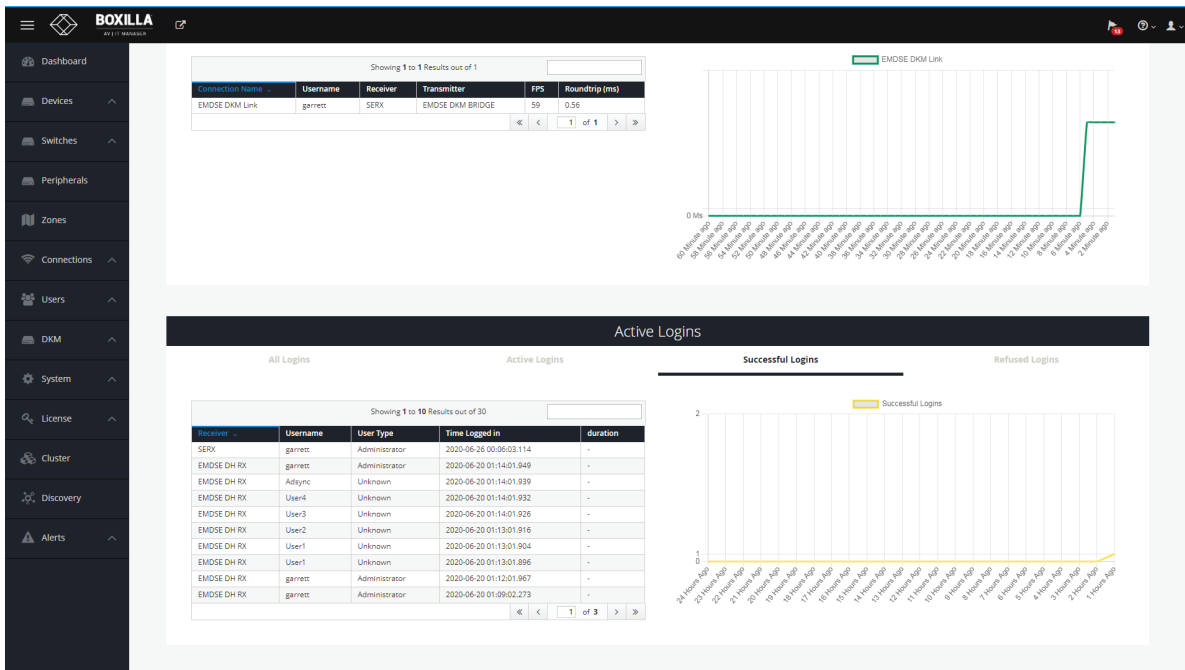 BOXILLA
AV | IT MANAGER
13
Dashboard
Devices
Switches
Peripherals
Zones
Connections
Users
DKM
System
License
Cluster
Discovery
Alerts
Showing 1 to 1 Results out of 1
Connection Name Username Receiver Transmitter FPS Roundtrip (ms)
EMDSE DKM Link garrett SERX EMDSE DKM BRIDGE 59 0.56
1 of 1
EMDSE DKM Link
0 Ms
60 Minute ago
58 Minute ago
56 Minute ago
54 Minute ago
52 Minute ago
50 Minute ago
48 Minute ago
46 Minute ago
44 Minute ago
42 Minute ago
40 Minute ago
38 Minute ago
36 Minute ago
34 Minute ago
32 Minute ago
30 Minute ago
28 Minute ago
26 Minute ago
24 Minute ago
22 Minute ago
20 Minute ago
18 Minute ago
16 Minute ago
14 Minute ago
12 Minute ago
10 Minute ago
8 Minute ago
6 Minute ago
4 Minute ago
2 Minute ago
Active Logins
All Logins Active Logins Successful Logins Refused Logins
Showing 1 to 10 Results out of 30
Receiver Username User Type Time Logged in duration
SERX garrett Administrator 2020-06-26 00:06:03.114 -
EMDSE DH RX garrett Administrator 2020-06-20 01:14:01.949 -
EMDSE DH RX Adsync Unknown 2020-06-20 01:14:01.939 -
EMDSE DH RX User4 Unknown 2020-06-20 01:14:01.932 -
EMDSE DH RX User3 Unknown 2020-06-20 01:14:01.926 -
EMDSE DH RX User2 Unknown 2020-06-20 01:13:01.916 -
EMDSE DH RX User1 Unknown 2020-06-20 01:13:01.904 -
EMDSE DH RX User1 Unknown 2020-06-20 01:13:01.896 -
EMDSE DH RX garrett Administrator 2020-06-20 01:12:01.967 -
EMDSE DH RX garrett Administrator 2020-06-20 01:09:02.273 -
1 of 3
Successful Logins
2
1
0
24 Hours Ago
23 Hours Ago
22 Hours Ago
21 Hours Ago
20 Hours Ago
19 Hours Ago
18 Hours Ago
17 Hours Ago
16 Hours Ago
15 Hours Ago
14 Hours Ago
13 Hours Ago
12 Hours Ago
11 Hours Ago
10 Hours Ago
9 Hours Ago
8 Hours Ago
7 Hours Ago
6 Hours Ago
5 Hours Ago
4 Hours Ago
3 Hours Ago
2 Hours Ago
1 Hours Ago